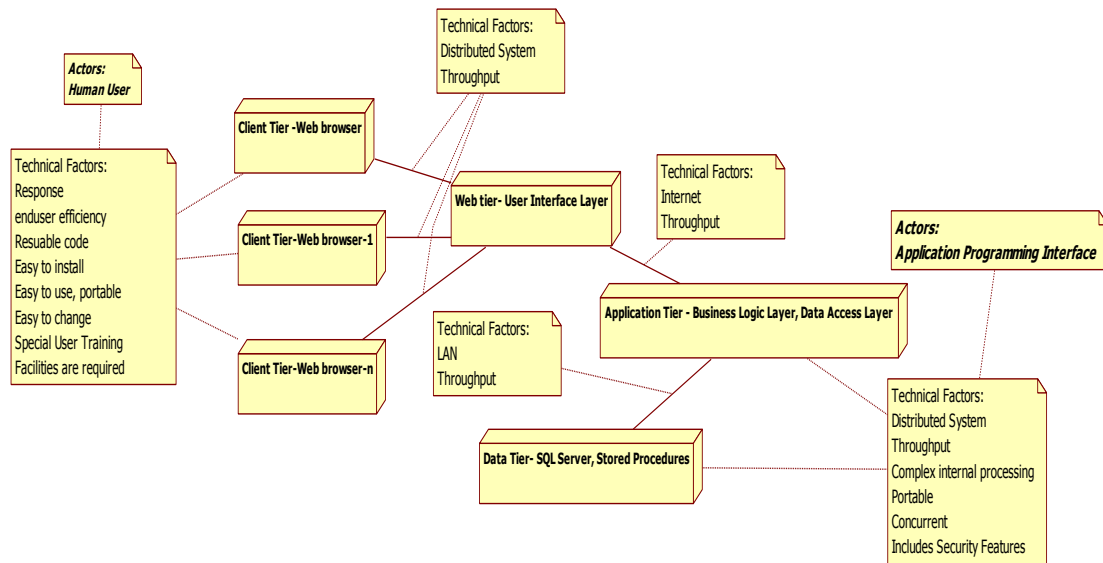 Technical Factors:
Distributed System
Throughput
Actors:
Human User
Client Tier -Web browser
Technical Factors:
Response
enduser efficiency
Resuable code
Easy to install
Easy to use, portable
Easy to change
Special User Training
Facilities are required
Technical Factors:
Internet
Throughput
Web tier- User Interface Layer
Client Tier-Web browser-1
Actors:
Application Programming Interface
Application Tier - Business Logic Layer, Data Access Layer
Technical Factors:
LAN
Throughput
Client Tier-Web browser-n
Technical Factors:
Distributed System
Throughput
Complex internal processing
Portable
Concurrent
Includes Security Features
Data Tier- SQL Server, Stored Procedures